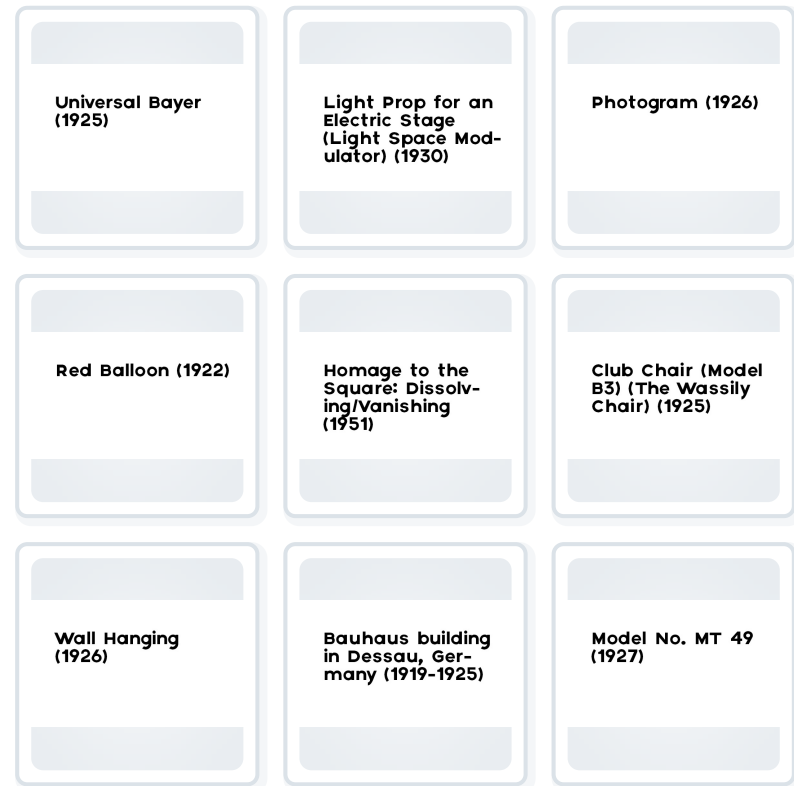 Universal Bayer
(1925)
Light Prop for an
Electric Stage
(Light Space Mod-
ulator) (1930)
Photogram (1926)
Red Balloon (1922)
Homage to the
Square: Dissolv-
ing/Vanishing
(1951)
Club Chair (Model
B3) (The Wassily
Chair) (1925)
Wall Hanging
(1926)
Bauhaus building
in Dessau, Ger-
many (1919-1925)
Model No. MT 49
(1927)